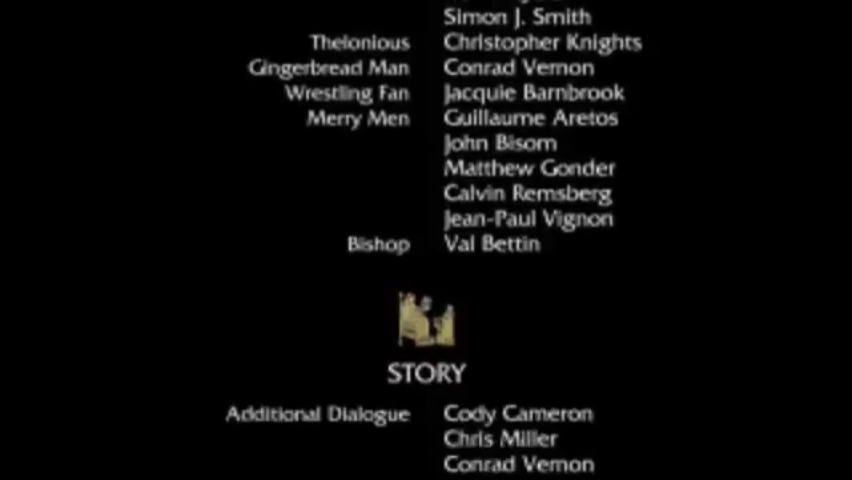 Simon J. Smith
Thelonious Christopher Knights
Gingerbread Man Conrad Vernon
Wrestling Fan Jacquie Barnbrook
Merry Men Guillaume Aretos
John Bisom
Matthew Gonder
Calvin Remsberg
Jean-Paul Vignon
Bishop Val Bettin
STORY
Additional Dialogue Cody Cameron
Chris Miller
Conrad Vernon